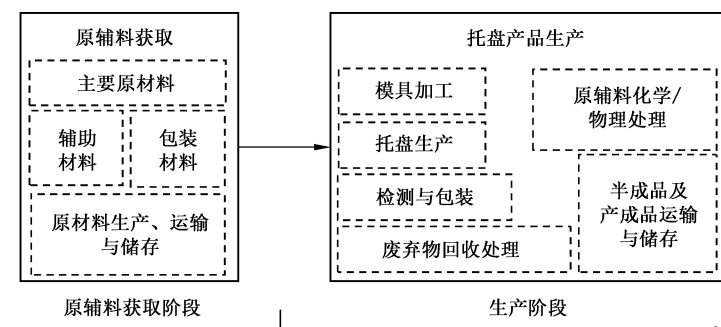 原辅料获取
主要原材料
辅助
材料
包装
材料
原材料生产、运输
与储存
原辅料获取阶段
托盘产品生产
模具加工
托盘生产
检测与包装
废弃物回收处理
原辅料化学/
物理处理
半成品及
产成品运输
与储存
生产阶段